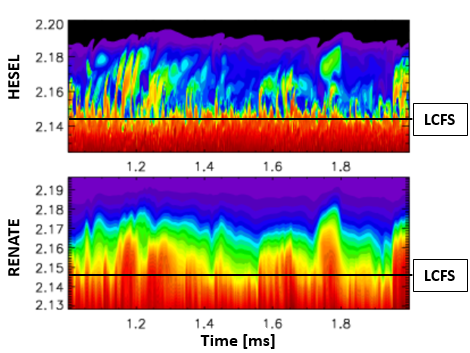 HESEL
2.20
2.18
2.16
2.14
LCFS
1.2 1.4 1.6 1.8
RENATE
2.19
2.18
2.17
2.16
2.15
2.14
2.13
LCFS
1.2 1.4 1.6 1.8
Time [ms]